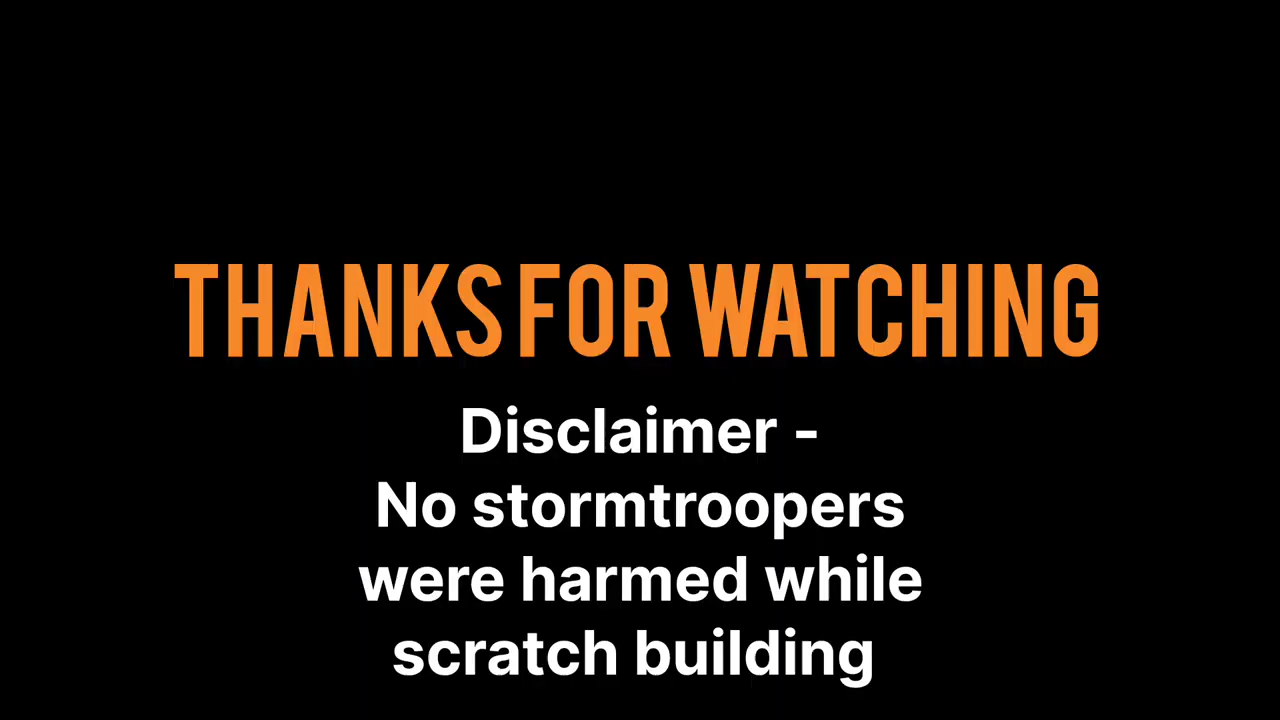 THANKS FOR WATCHING
Disclaimer -
No stormtroopers
were harmed while
scratch building